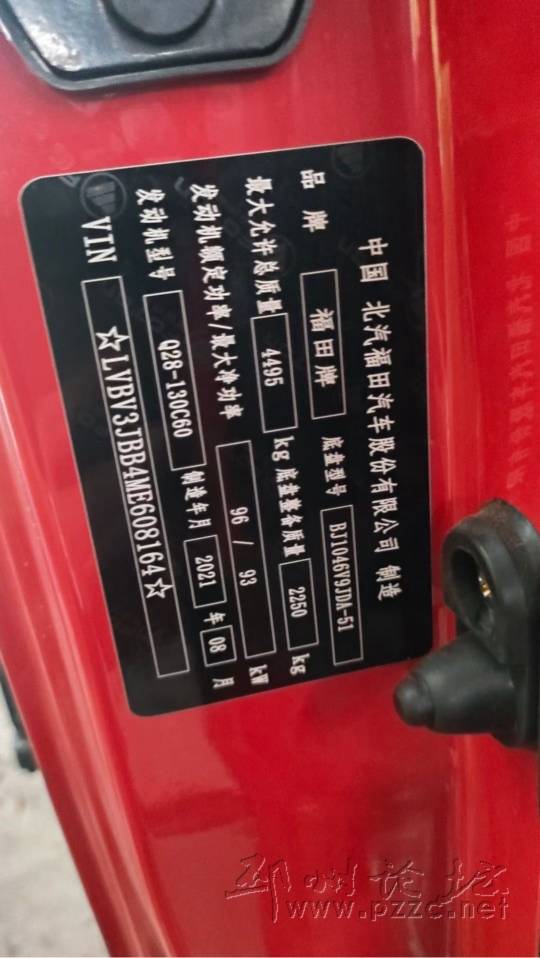 中国 北汽福田汽车股份有限公司 制造
品牌 福田牌 底盘型号 BJ1046V9JDA-51
最大允许总质量 4495 kg 底盘整备质量 2250 kg
发动机额定功率/最大净功率 96 / 93 kW
发动机型号 Q28-130C60 制造年月 2021 年 08 月
VIN ☆LVBV3JBB4ME608164☆
邳州论坛
www.pzzc.net